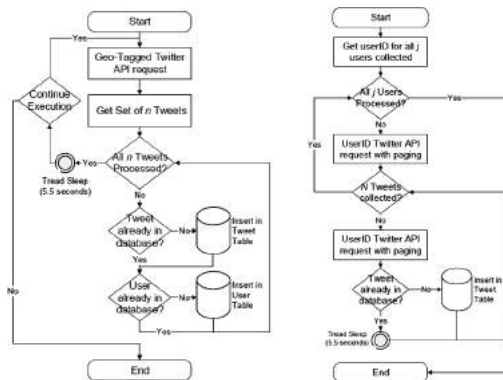 Start
Yes
Geo-Tagged Twitter
API request
Continue
Execution
Get Set of n Tweets
Yes
All n Tweets
Processed?
Tread Sleep
(5.5 seconds)
No
Tweet
already in
database?
No
Insert in
Tweet
Table
Yes
User
already in
database?
No
Insert in
User
Table
Yes
No
End
Start
Get userID for all j
users collected
All j Users
Processed?
Yes
Yes
No
UserID Twitter API
request with paging
N Tweets
collected?
No
UserID Twitter API
request with paging
Tweet
already in
database?
No
Insert in
Tweet
Table
Yes
Tread Sleep
(5.5 seconds)
End